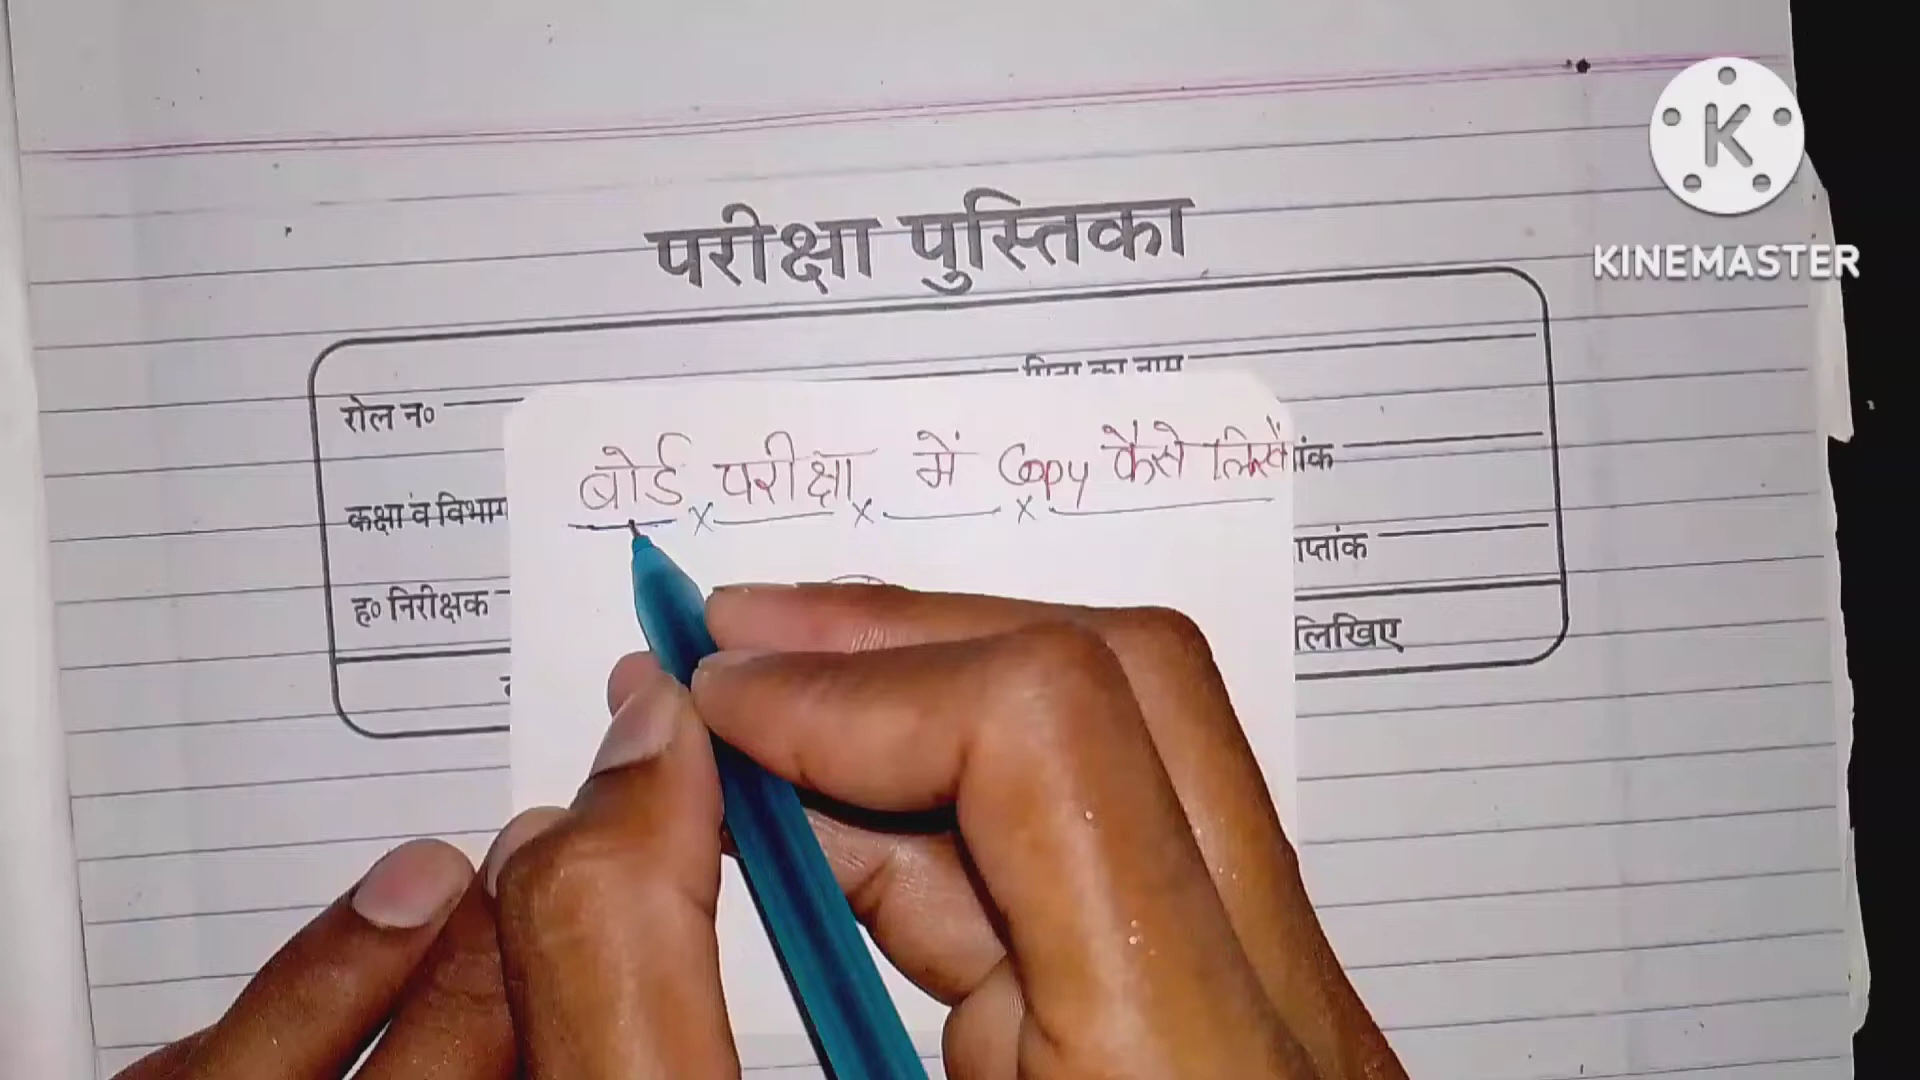 परीक्षा पुस्तिका
KINEMASTER
रोल न०
पिता का नाम
बोर्ड परीक्षा में Copy कैसे लिखें
ांक
कक्षा व विभाग
प्तांक
ह० निरीक्षक
लिखिए